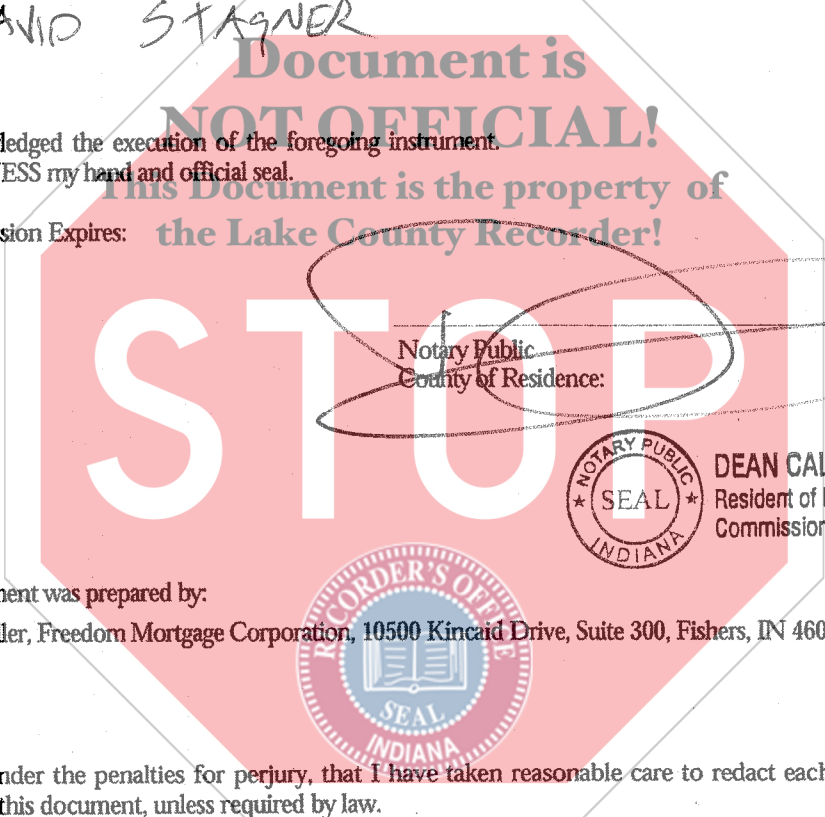 AVID STAGNER
Document is
NOT OFFICIAL!
ledged the execution of the foregoing instrument.
ESS my hand and official seal.
This Document is the property of
the Lake County Recorder!
sion Expires:
STOP
Notary Public
County of Residence:
NOTARY PUBLIC
SEAL
INDIANA
DEAN CAL
Resident of
Commission
ent was prepared by:
ler, Freedom Mortgage Corporation, 10500 Kincaid Drive, Suite 300, Fishers, IN 460
RECORDER'S OFFICE
SEAL
INDIANA
nder the penalties for perjury, that I have taken reasonable care to redact each
this document, unless required by law.